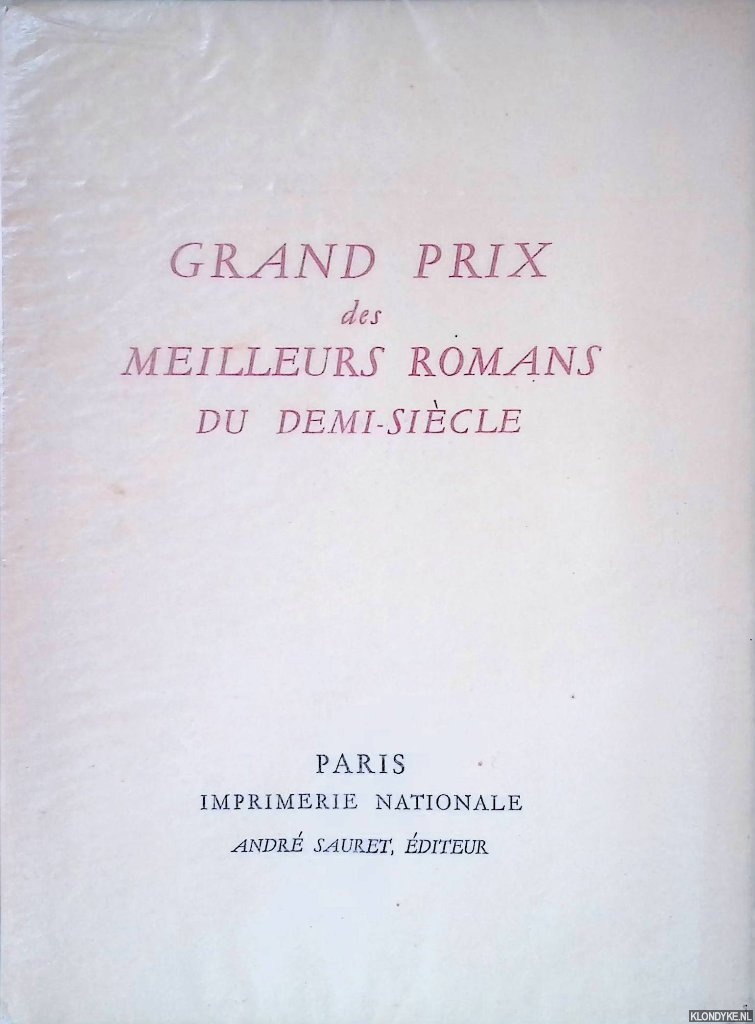 GRAND PRIX
des
MEILLEURS ROMANS
DU DEMI-SIÈCLE
PARIS
IMPRIMERIE NATIONALE
ANDRÉ SAURET, ÉDITEUR
KLONDYKE.NL